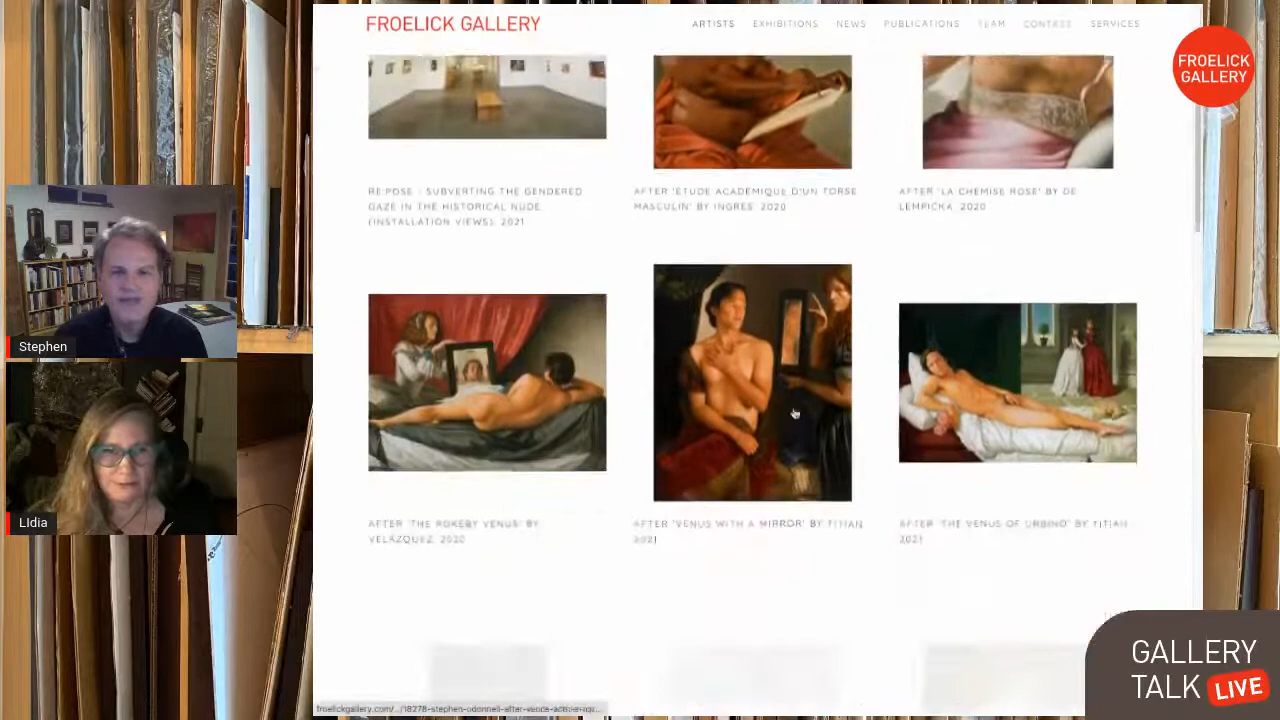 FROELICK GALLERY
ARTISTS EXHIBITIONS NEWS PUBLICATIONS TEAM CONTACT SERVICES
FROELICK
GALLERY
RE:POSE : SUBVERTING THE GENDERED
GAZE IN THE HISTORICAL NUDE
(INSTALLATION VIEWS), 2021
AFTER 'ETUDE ACADEMIQUE D'UN TORSE
MASCULIN' BY INGRES, 2020
AFTER 'LA CHEMISE ROSE' BY DE
LEMPICKA, 2020
Stephen
LIdia
AFTER 'THE ROKEBY VENUS' BY
VELÁZQUEZ, 2020
AFTER 'VENUS WITH A MIRROR' BY TITIAN,
2021
AFTER 'THE VENUS OF URBINO' BY TITIAN,
2021
GALLERY
TALK LIVE